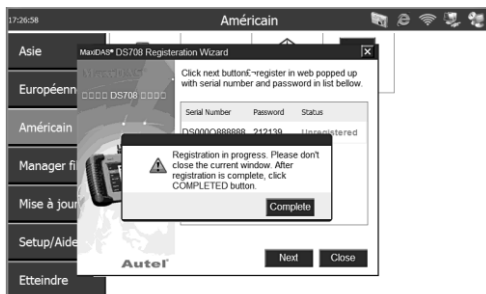 17:26:58
Américain
Asie
Européenn
Américain
Manager fi
Mise à jour
Setup/Aide
Etteindre
MaxiDAS® DS708 Registeration Wizard
DS708
Click next button£¬register in web popped up
with serial number and password in list bellow.
Serial Number Password Status
DS000Q888888 212139 Unregistered
Registration in progress. Please don't
close the current window. After
registration is complete, click
COMPLETED button.
Complete
Autel
Next Close